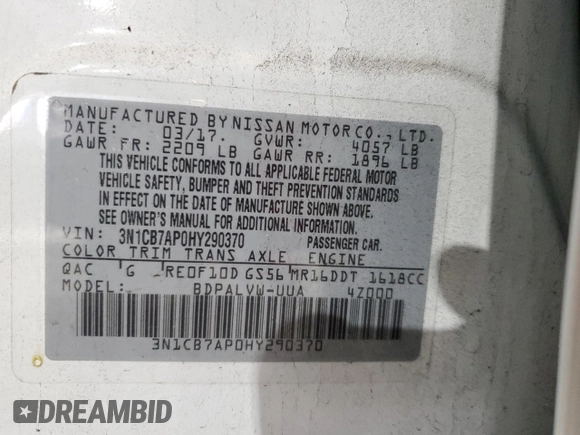 MANUFACTURED BY NISSAN MOTOR CO., LTD.
DATE: 03/17. GVWR: 4057 LB
GAWR FR: 2209 LB GAWR RR: 1896 LB
THIS VEHICLE CONFORMS TO ALL APPLICABLE FEDERAL MOTOR
VEHICLE SAFETY, BUMPER AND THEFT PREVENTION STANDARDS
IN EFFECT ON THE DATE OF MANUFACTURE SHOWN ABOVE.
SEE OWNER'S MANUAL FOR ADDITIONAL INFORMATION.
VIN: 3N1CB7AP0HY290370 PASSENGER CAR.
COLOR TRIM TRANS AXLE ENGINE
QAC G RE0F10D GS56 MR16DDT 1618CC
MODEL: BDPALVW-UUA 4Z000
3N1CB7AP0HY290370
DREAMBID